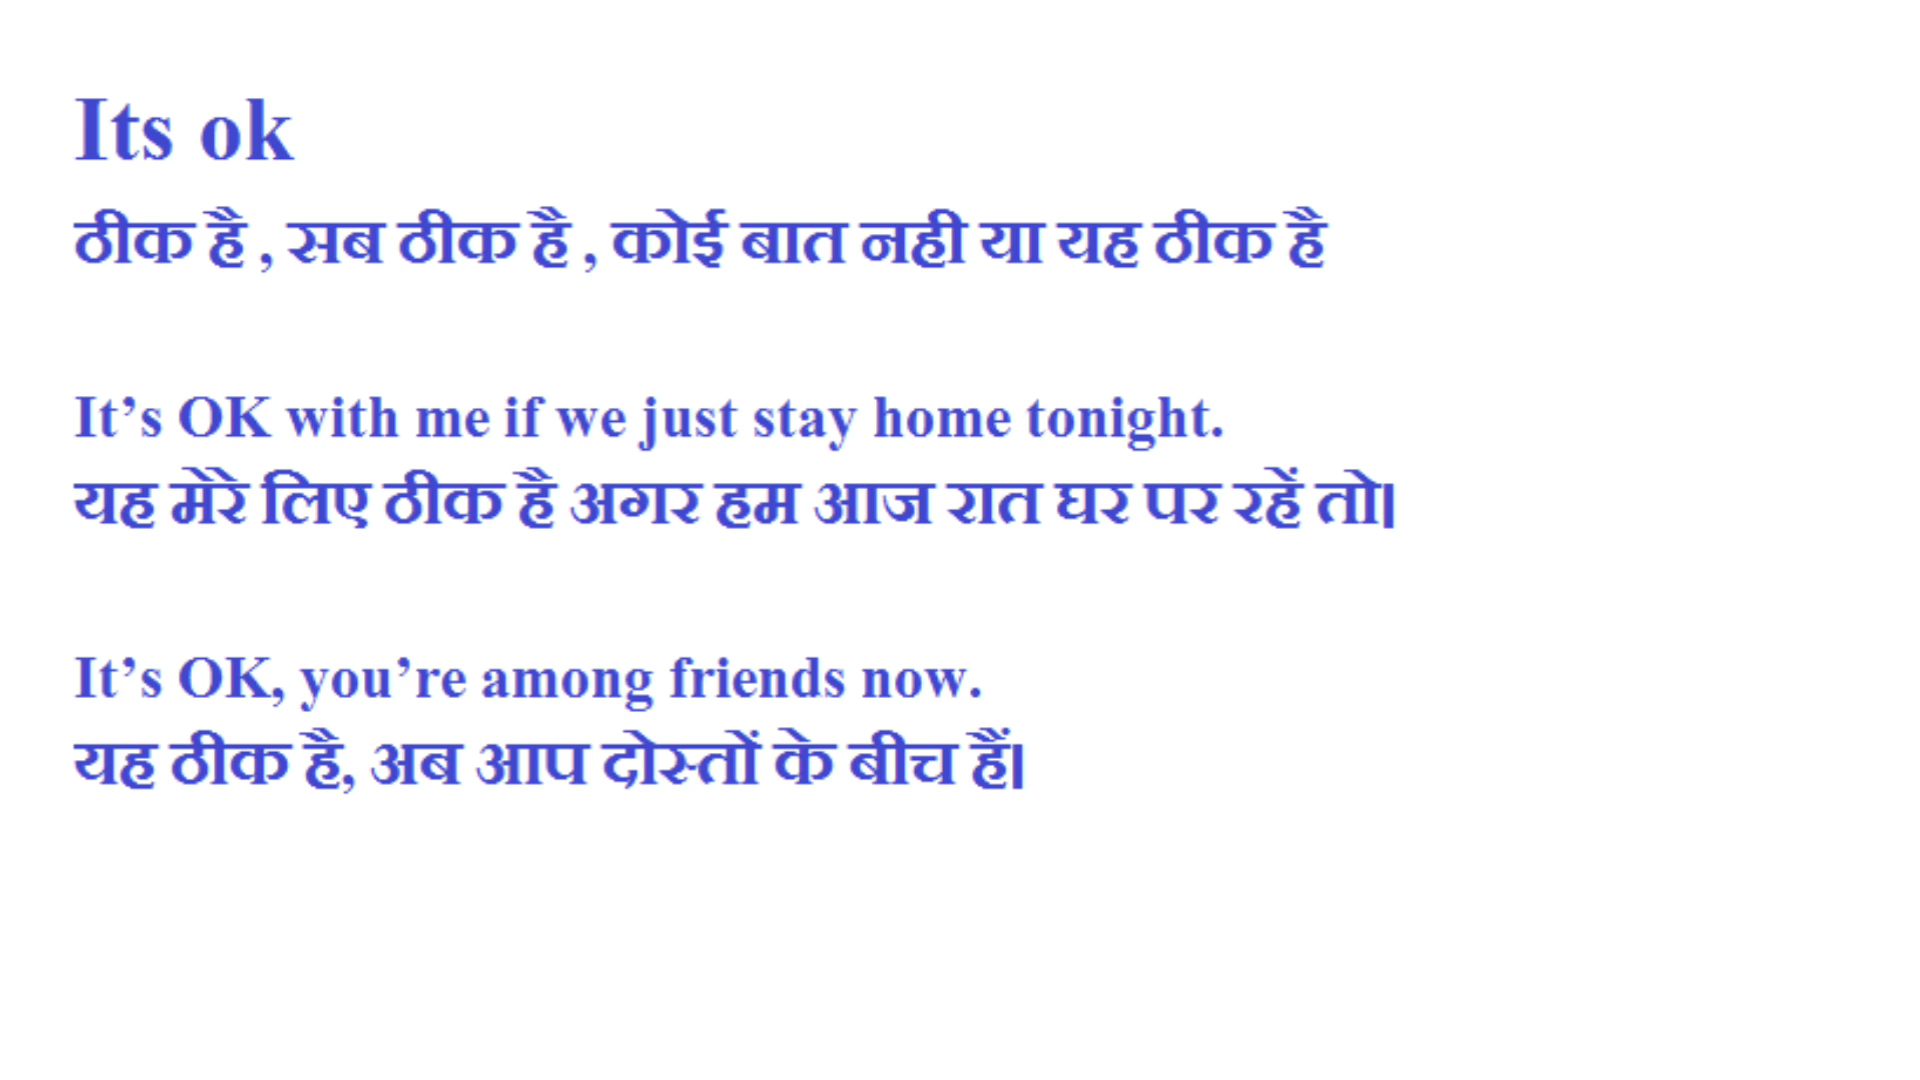 Its ok
ठीक है , सब ठीक है , कोई बात नही या यह ठीक है
It’s OK with me if we just stay home tonight.
यह मेरे लिए ठीक है अगर हम आज रात घर पर रहें तो।
It’s OK, you’re among friends now.
यह ठीक है, अब आप दोस्तों के बीच हैं।